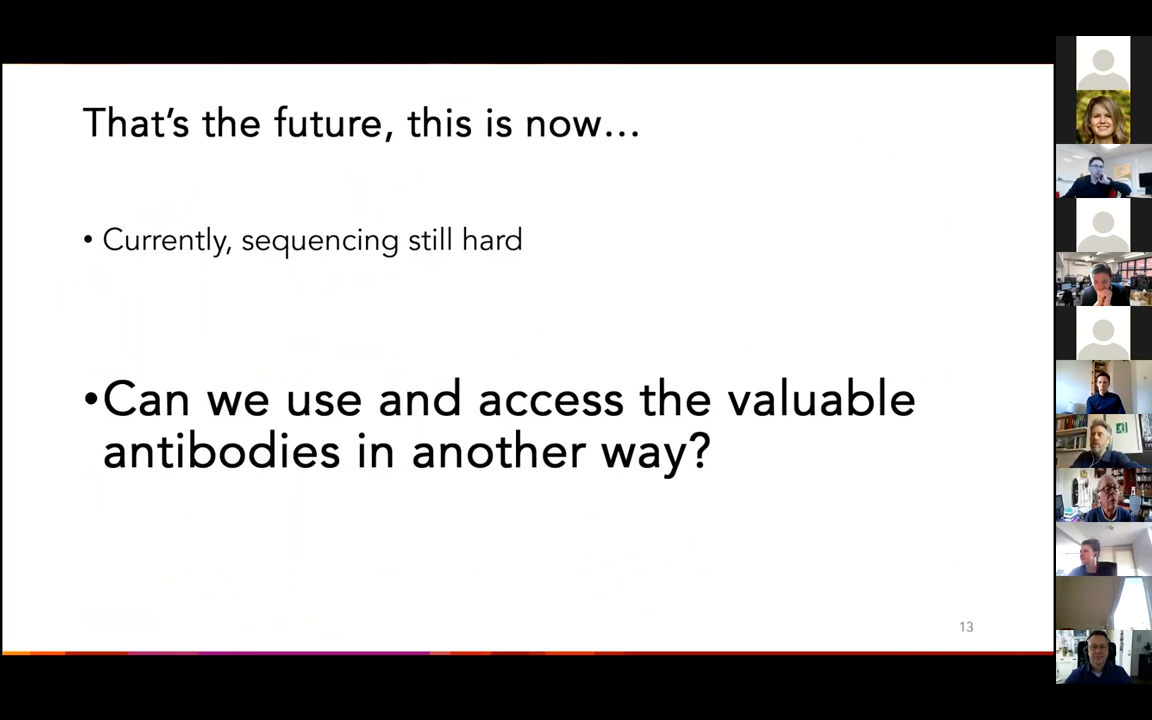 That’s the future, this is now…
• Currently, sequencing still hard
•Can we use and access the valuable
antibodies in another way?
13